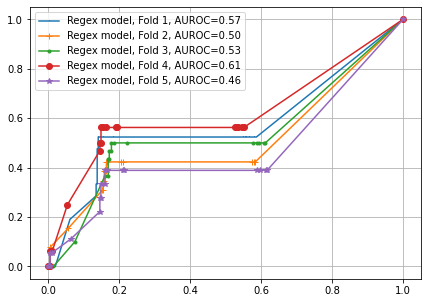 1.0
0.8
0.6
0.4
0.2
0.0
Regex model, Fold 1, AUROC=0.57
Regex model, Fold 2, AUROC=0.50
Regex model, Fold 3, AUROC=0.53
Regex model, Fold 4, AUROC=0.61
Regex model, Fold 5, AUROC=0.46
0.0 0.2 0.4 0.6 0.8 1.0